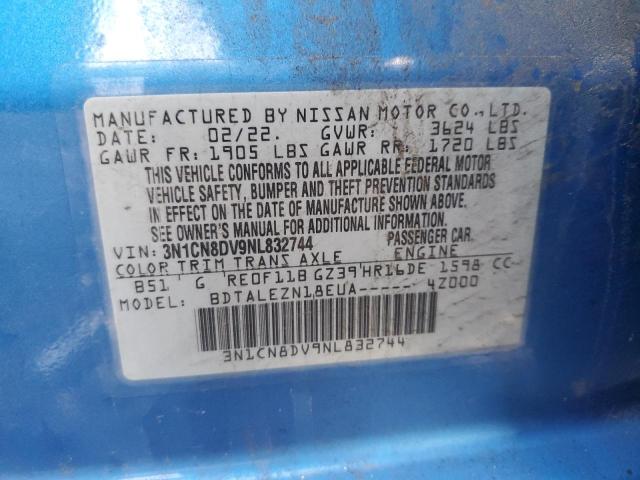 MANUFACTURED BY NISSAN MOTOR CO., LTD.
DATE: 02/22. GVWR: 3624 LBS
GAWR FR: 1905 LBS GAWR RR: 1720 LBS
THIS VEHICLE CONFORMS TO ALL APPLICABLE FEDERAL MOTOR
VEHICLE SAFETY, BUMPER AND THEFT PREVENTION STANDARDS
IN EFFECT ON THE DATE OF MANUFACTURE SHOWN ABOVE.
SEE OWNER'S MANUAL FOR ADDITIONAL INFORMATION.
VIN: 3N1CN8DV9NL832744 PASSENGER CAR.
COLOR TRIM TRANS AXLE ENGINE
B51 G RE0F11B GZ39 HR16DE 1598 CC
MODEL: BDTALEZN18EUA----- 4Z000
3N1CN8DV9NL832744